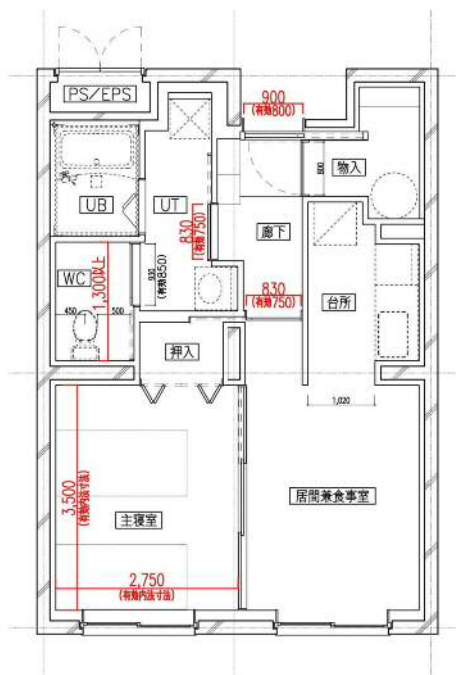 PS/EPS
900
(有効800)
物入
800
UB
UT
830
(有効750)
廊下
WC
1,300以上
930
(有効850)
450
500
830
(有効750)
台所
押入
1,020
3,500
(有効内法寸法)
居間兼食事室
主寝室
2,750
(有効内法寸法)